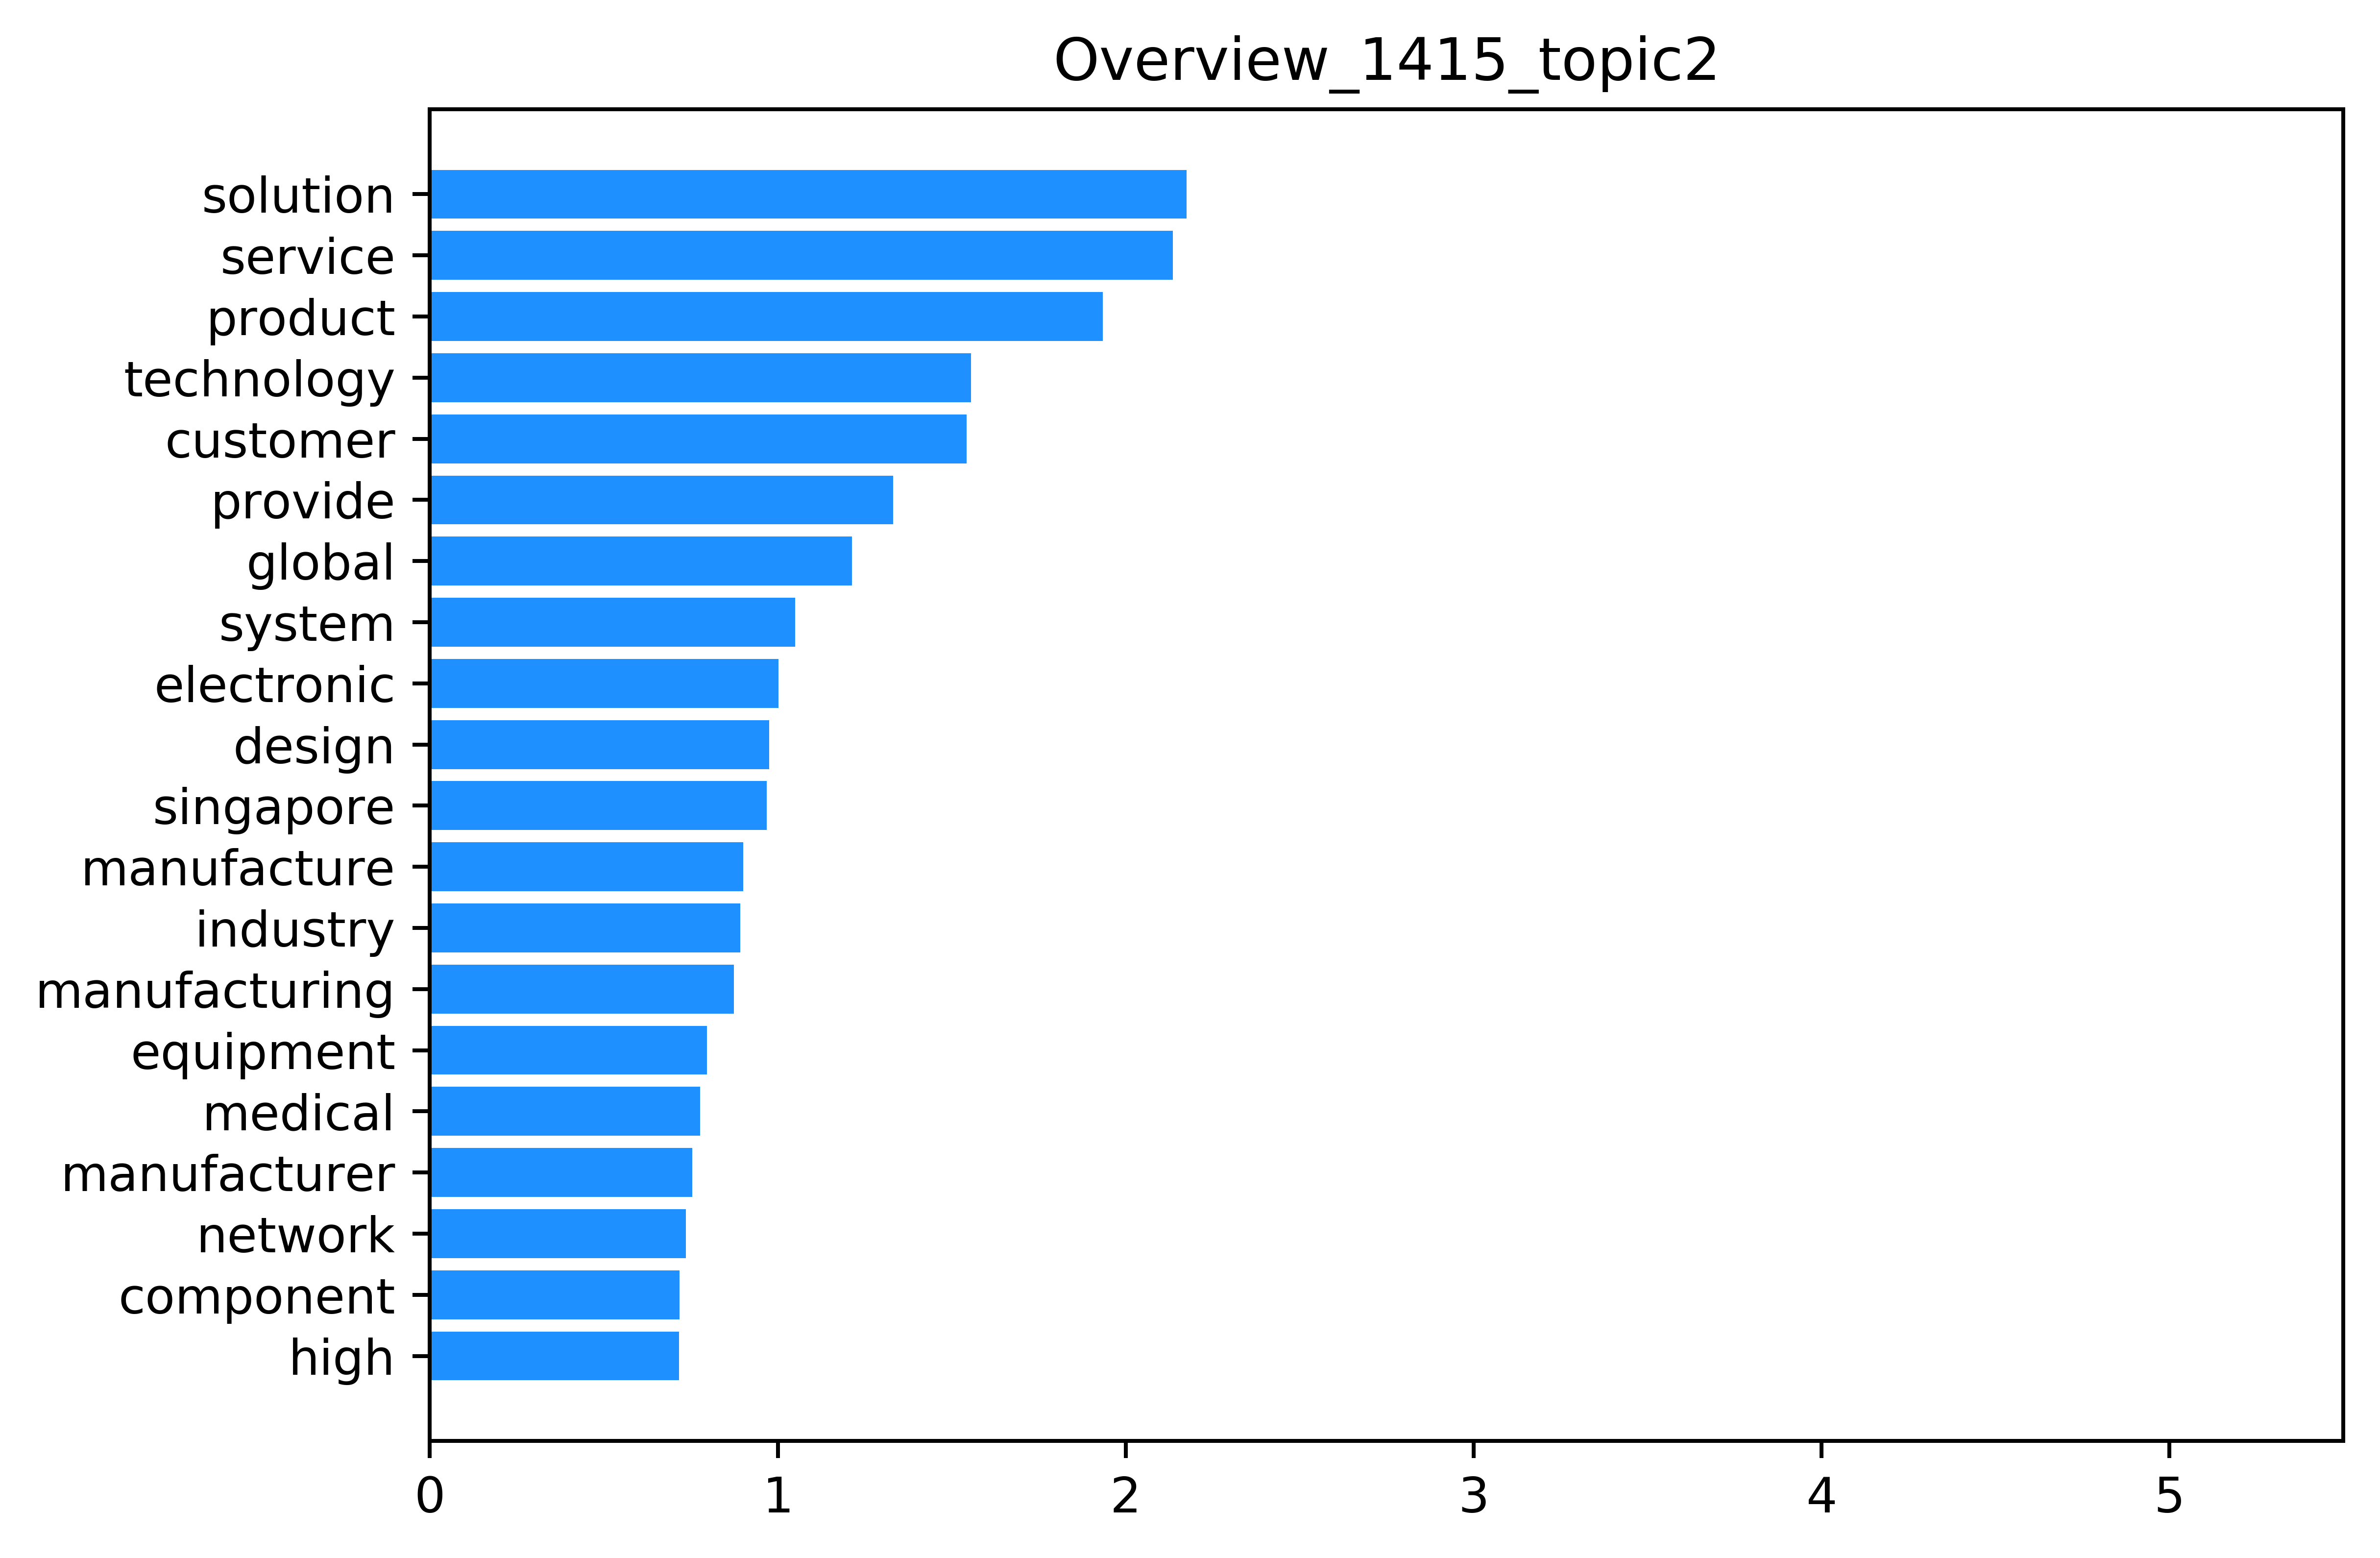 Overview_1415_topic2
solution
service
product
technology
customer
provide
global
system
electronic
design
singapore
manufacture
industry
manufacturing
equipment
medical
manufacturer
network
component
high
0 1 2 3 4 5